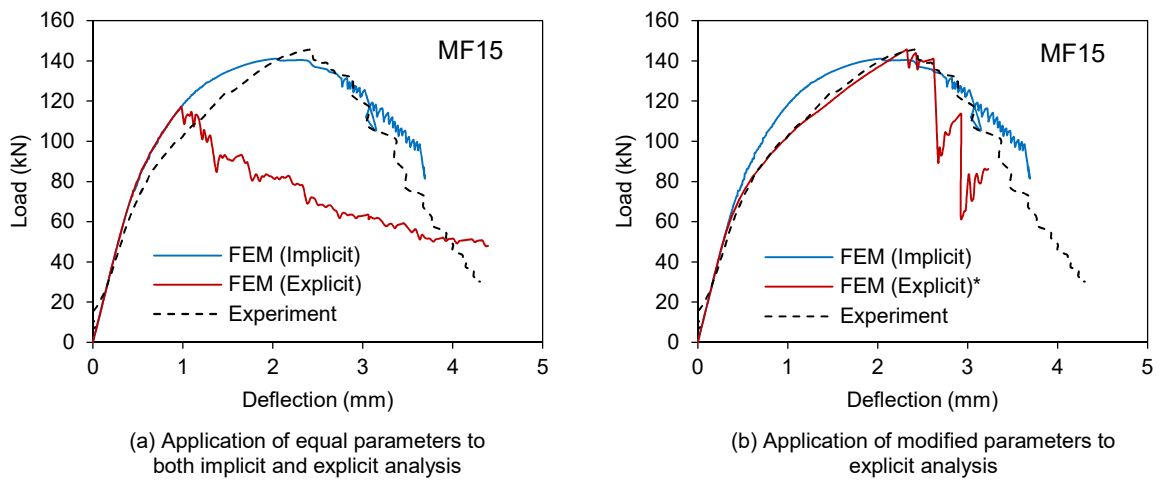 160
140
120
100
80
60
40
20
0
Load (kN)
MF15
FEM (Implicit)
FEM (Explicit)
Experiment
0 1 2 3 4 5
Deflection (mm)
(a) Application of equal parameters to
both implicit and explicit analysis
160
140
120
100
80
60
40
20
0
Load (kN)
MF15
FEM (Implicit)
FEM (Explicit)*
Experiment
0 1 2 3 4 5
Deflection (mm)
(b) Application of modified parameters to
explicit analysis